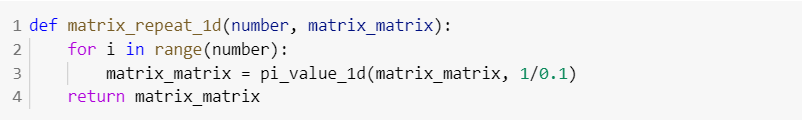 1 def matrix_repeat_1d(number, matrix_matrix):
2     for i in range(number):
3         matrix_matrix = pi_value_1d(matrix_matrix, 1/0.1)
4     return matrix_matrix